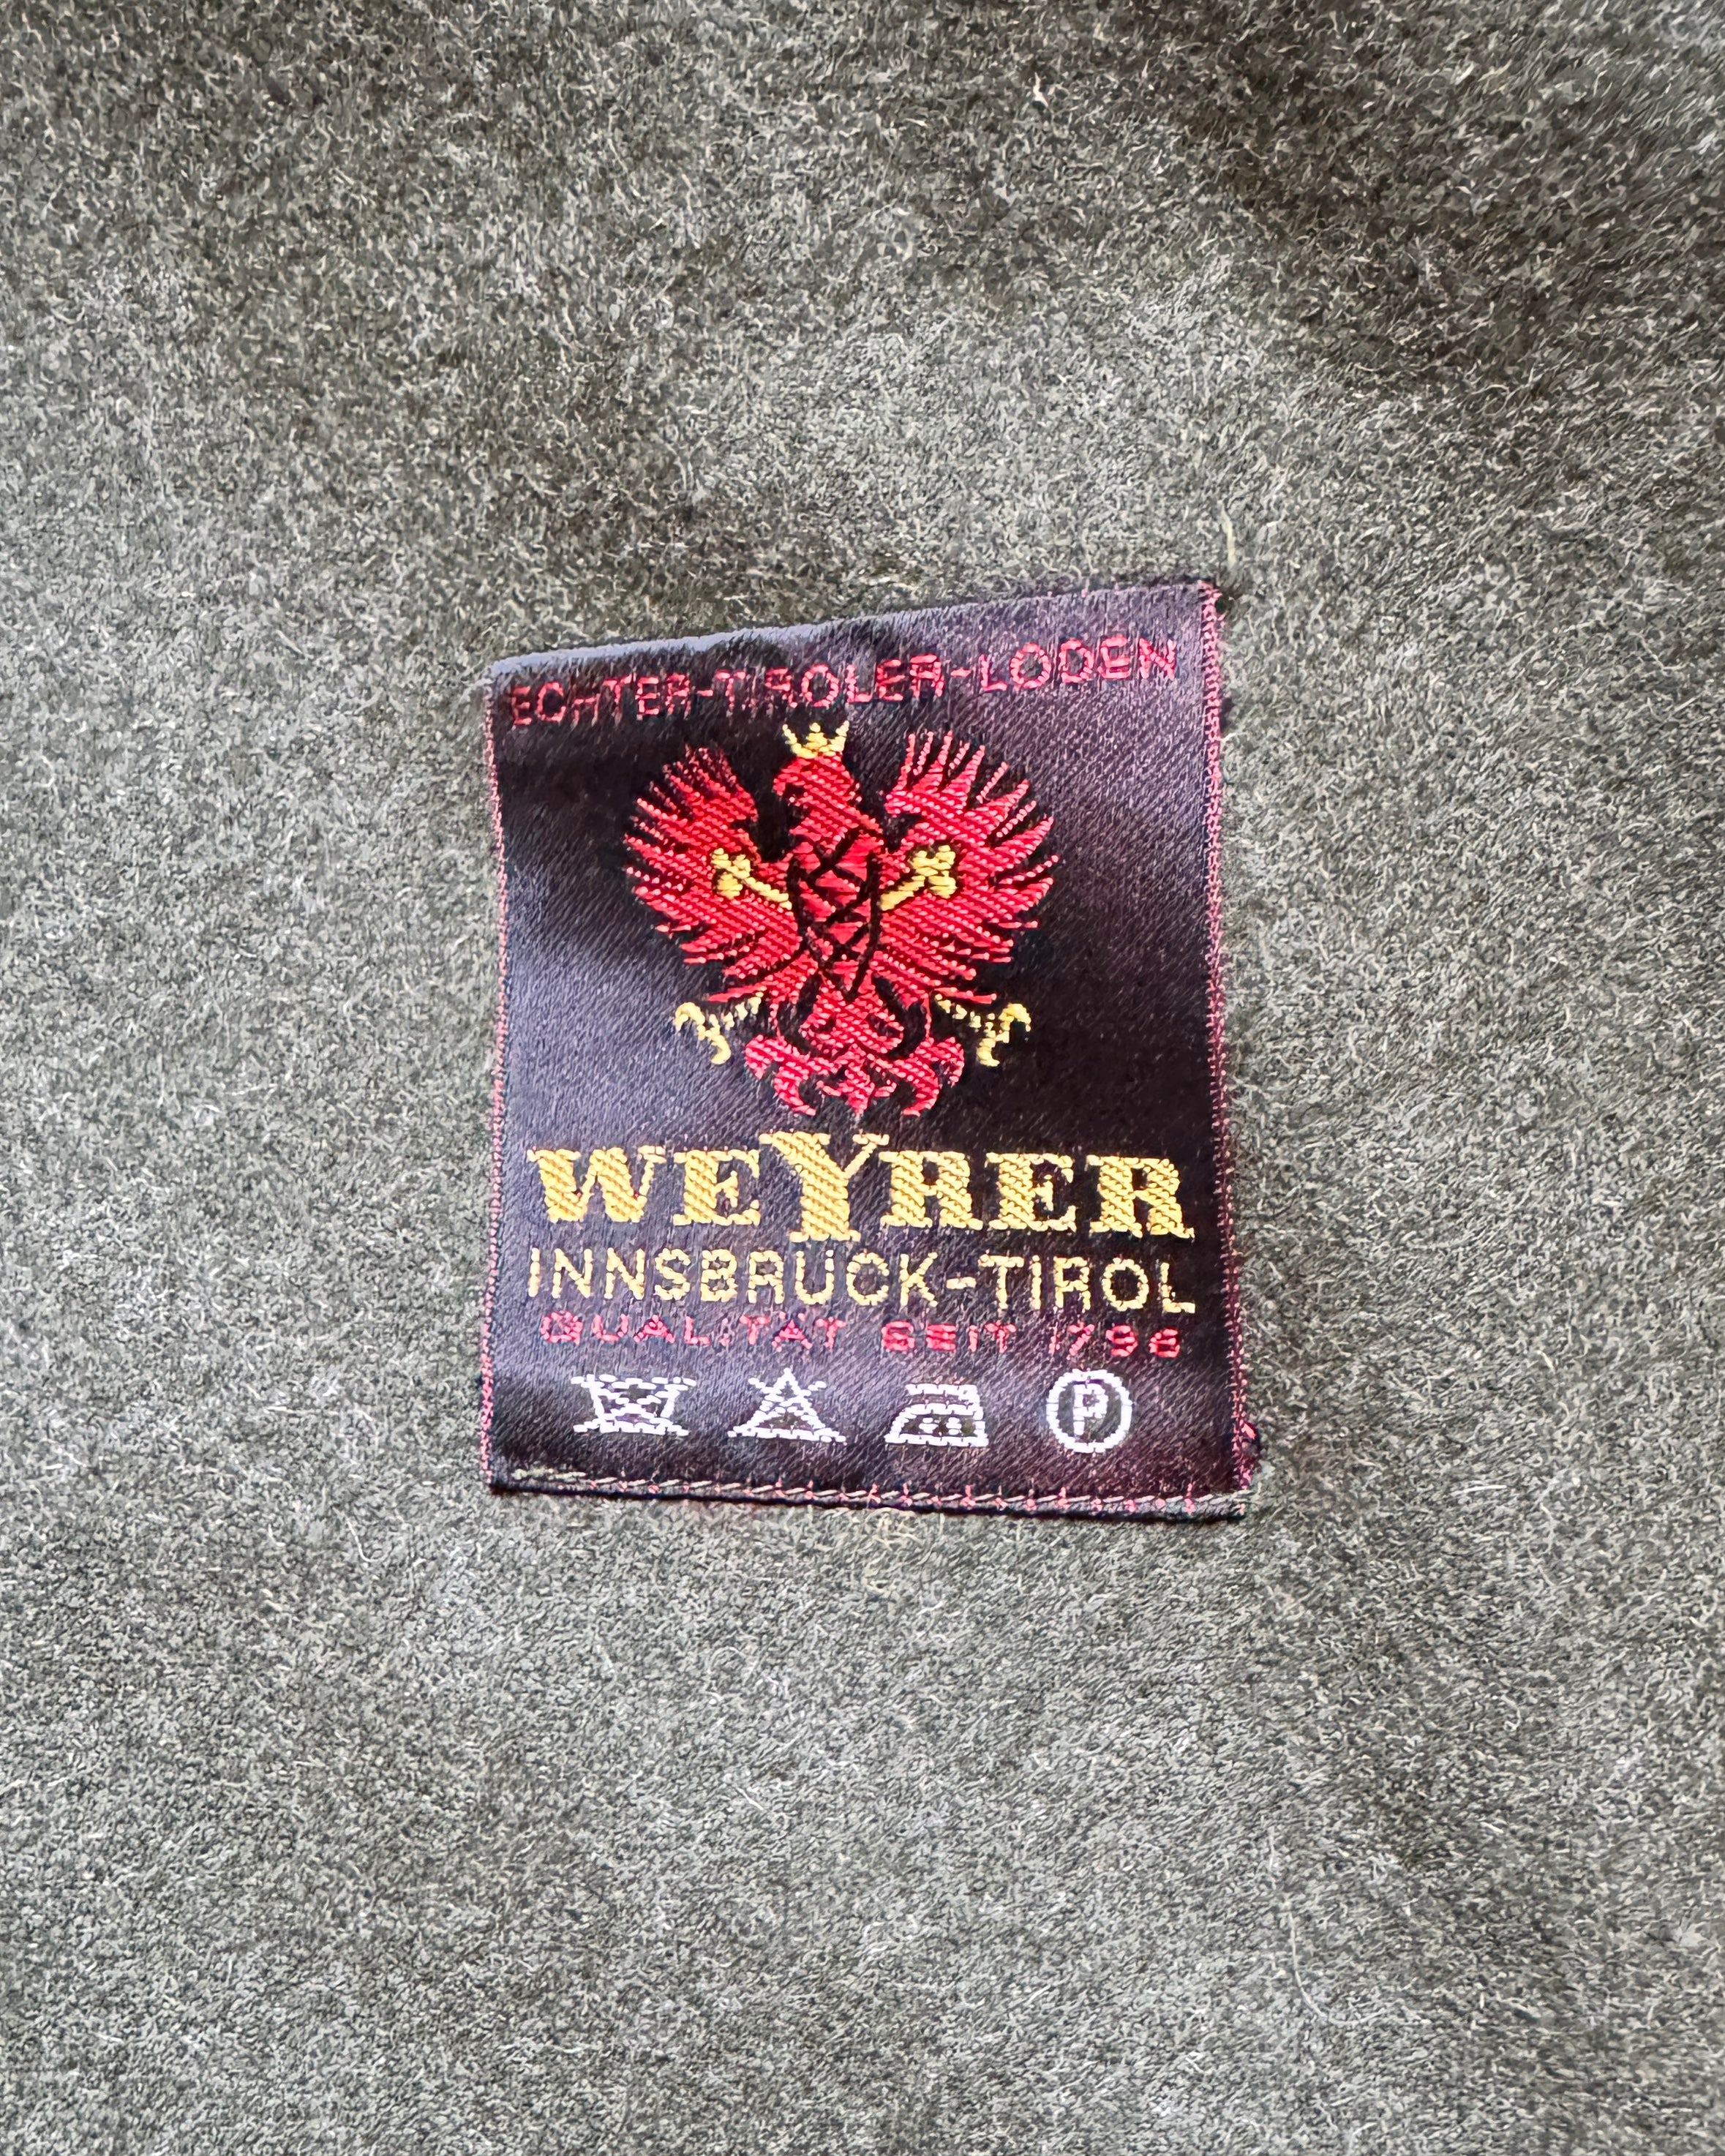 ECHTER-TIROLER-LODEN
WEYRER
INNSBRUCK-TIROL
QUALITÄT SEIT 1796
P